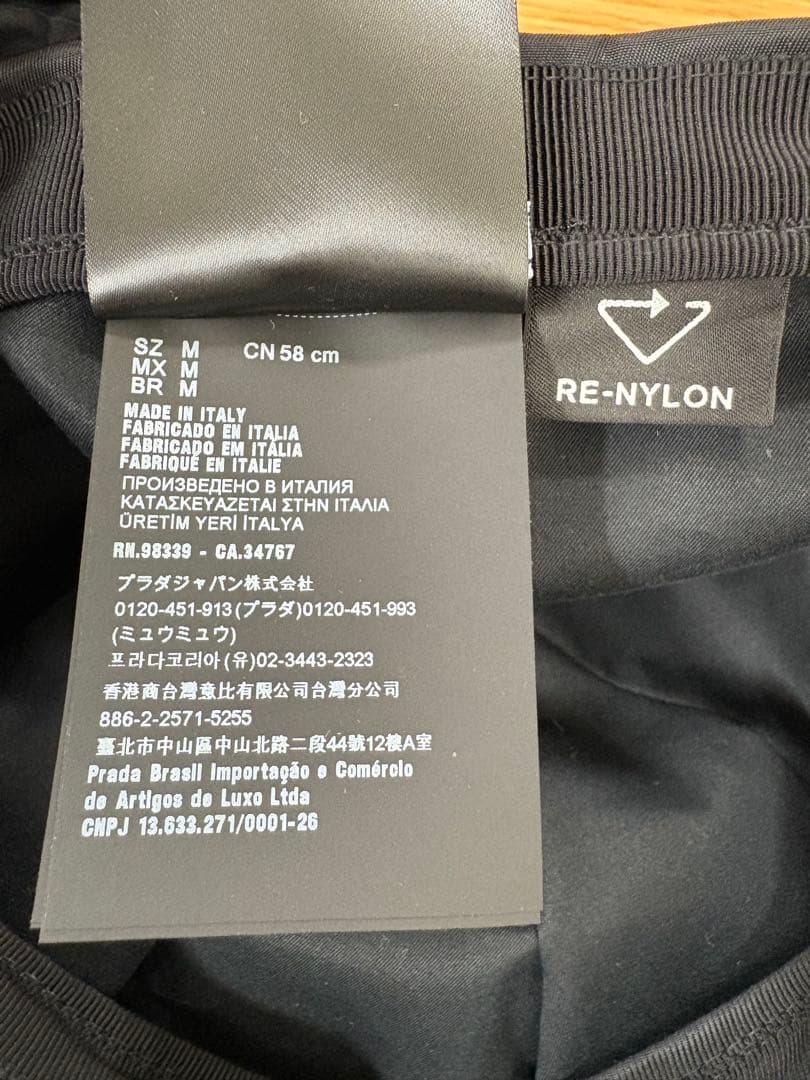 SZ M CN 58 cm
MX M
BR M
MADE IN ITALY
FABRICADO EN ITALIA
FABRICADO EM ITÁLIA
FABRIQUÉ EN ITALIE
ПРОИЗВЕДЕНО В ИТАЛИЯ
ΚΑΤΑΣΚΕΥΑΖΕΤΑΙ ΣΤΗΝ ΙΤΑΛΙΑ
ÜRETİM YERİ İTALYA
RN.98339 - CA.34767
プラダジャパン株式会社
0120-451-913(プラダ)0120-451-993
(ミュウミュウ)
프라다코리아(유)02-3443-2323
香港商台灣意比有限公司台灣分公司
886-2-2571-5255
臺北市中山區中山北路二段44號12樓A室
Prada Brasil Importação e Comércio
de Artigos de Luxo Ltda
CNPJ 13.633.271/0001-26
RE-NYLON